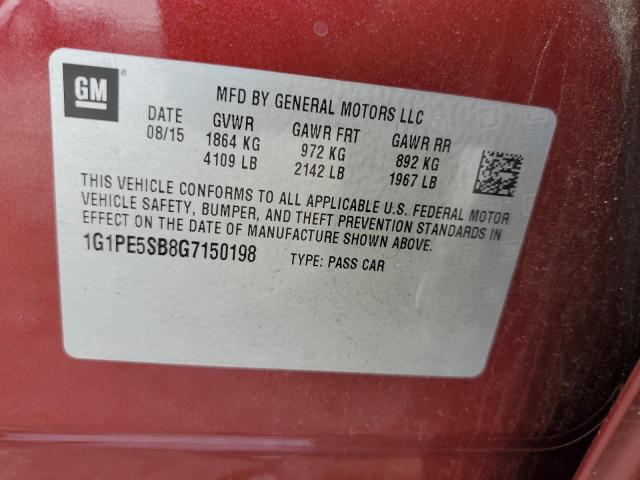 GM ®
MFD BY GENERAL MOTORS LLC
DATE GVWR GAWR FRT GAWR RR
08/15 1864 KG 972 KG 892 KG
4109 LB 2142 LB 1967 LB
THIS VEHICLE CONFORMS TO ALL APPLICABLE U.S. FEDERAL MOTOR
VEHICLE SAFETY, BUMPER, AND THEFT PREVENTION STANDARDS IN
EFFECT ON THE DATE OF MANUFACTURE SHOWN ABOVE.
1G1PE5SB8G7150198 TYPE: PASS CAR